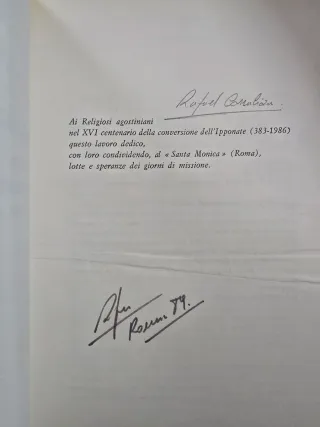 Rafael
Ai Religiosi agostiniani
nel XVI centenario della conversione dell'Ipponate (383-1986)
questo lavoro dedico,
con loro condividendo, al « Santa Monica » (Roma),
lotte e speranze dei giorni di missione.
Roma 89.